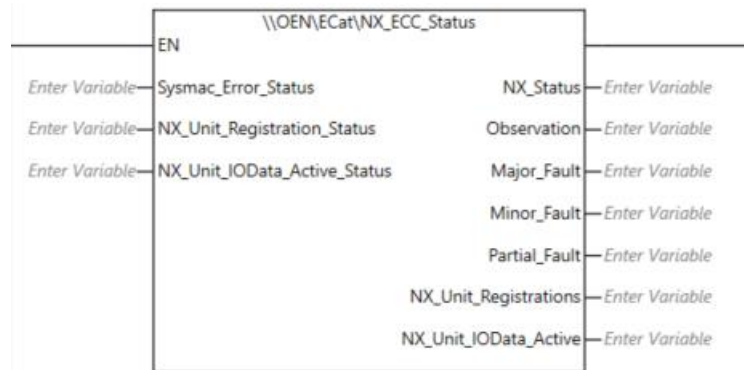 \\OEN\ECat\NX_ECC_Status
EN
Enter Variable Sysmac_Error_Status NX_Status Enter Variable
Enter Variable NX_Unit_Registration_Status Observation Enter Variable
Enter Variable NX_Unit_IOData_Active_Status Major_Fault Enter Variable
Minor_Fault Enter Variable
Partial_Fault Enter Variable
NX_Unit_Registrations Enter Variable
NX_Unit_IOData_Active Enter Variable